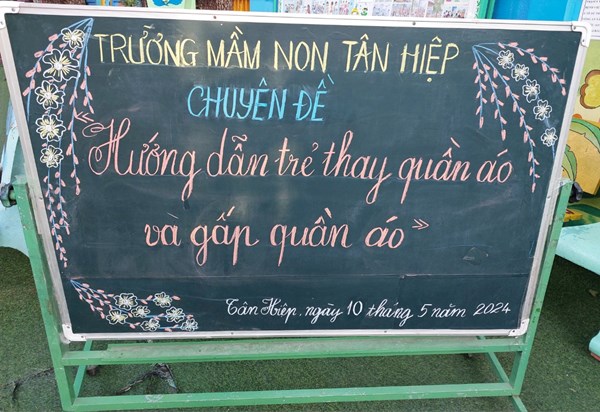 TRƯỜNG MẦM NON TÂN HIỆP
CHUYÊN ĐỀ
"Hướng dẫn trẻ thay quần áo
và gấp quần áo"
Tân Hiệp, ngày 10 tháng 5 năm 2024